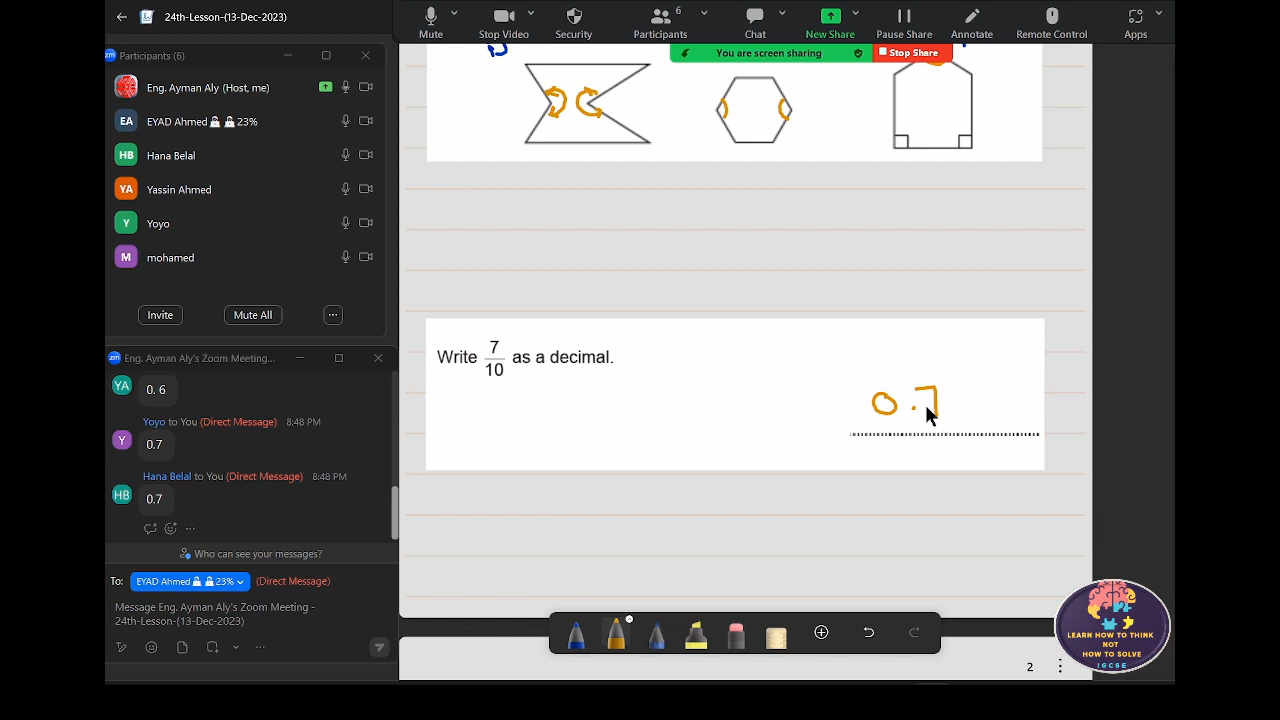 24th-Lesson-(13-Dec-2023)
Mute
Stop Video
Security
6
Participants
Chat
New Share
Pause Share
Annotate
Remote Control
Apps
You are screen sharing
Stop Share
zm Participants (6)
Eng. Ayman Aly (Host, me)
EA EYAD Ahmed 23%
HB Hana Belal
YA Yassin Ahmed
Y Yoyo
M mohamed
Invite
Mute All
zm Eng. Ayman Aly's Zoom Meeting...
YA 0. 6
Yoyo to You (Direct Message) 8:48 PM
Y 0.7
Hana Belal to You (Direct Message) 8:48 PM
HB 0.7
Who can see your messages?
To: EYAD Ahmed 23% (Direct Message)
Message Eng. Ayman Aly's Zoom Meeting -
24th-Lesson-(13-Dec-2023)
Write 7/10 as a decimal.
0.7
2
LEARN HOW TO THINK
NOT
HOW TO SOLVE
IGCSE